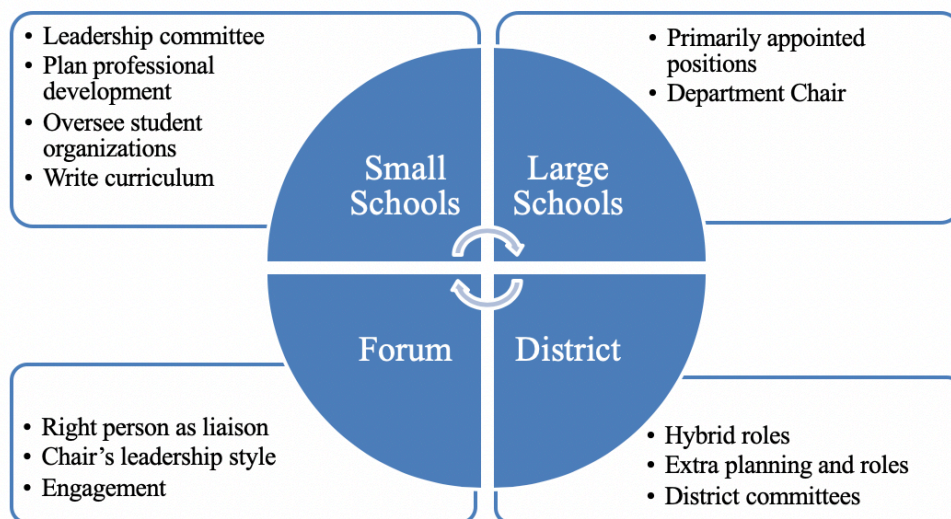 • Leadership committee
• Plan professional
development
• Oversee student
organizations
• Write curriculum
• Primarily appointed
positions
• Department Chair
Small
Schools
Large
Schools
Forum
District
• Right person as liaison
• Chair’s leadership style
• Engagement
• Hybrid roles
• Extra planning and roles
• District committees